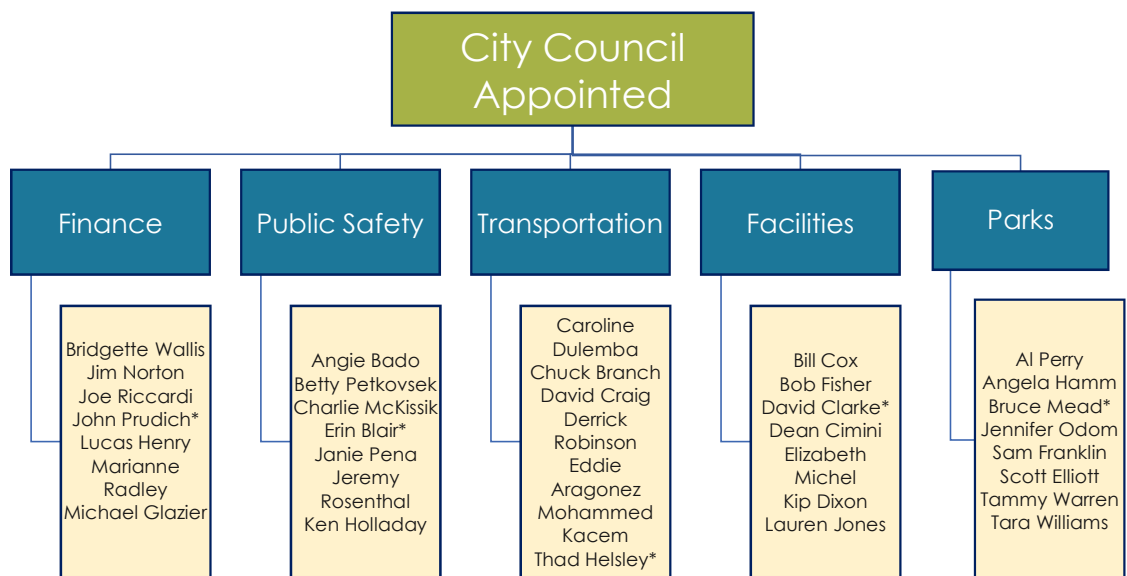 City Council
Appointed
Finance
Public Safety
Transportation
Facilities
Parks
Bridgette Wallis
Jim Norton
Joe Riccardi
John Prudich*
Lucas Henry
Marianne
Radley
Michael Glazier
Angie Bado
Betty Petkovsek
Charlie McKissik
Erin Blair*
Janie Pena
Jeremy
Rosenthal
Ken Holladay
Caroline
Dulemba
Chuck Branch
David Craig
Derrick
Robinson
Eddie
Aragonez
Mohammed
Kacem
Thad Helsley*
Bill Cox
Bob Fisher
David Clarke*
Dean Cimini
Elizabeth
Michel
Kip Dixon
Lauren Jones
Al Perry
Angela Hamm
Bruce Mead*
Jennifer Odom
Sam Franklin
Scott Elliott
Tammy Warren
Tara Williams